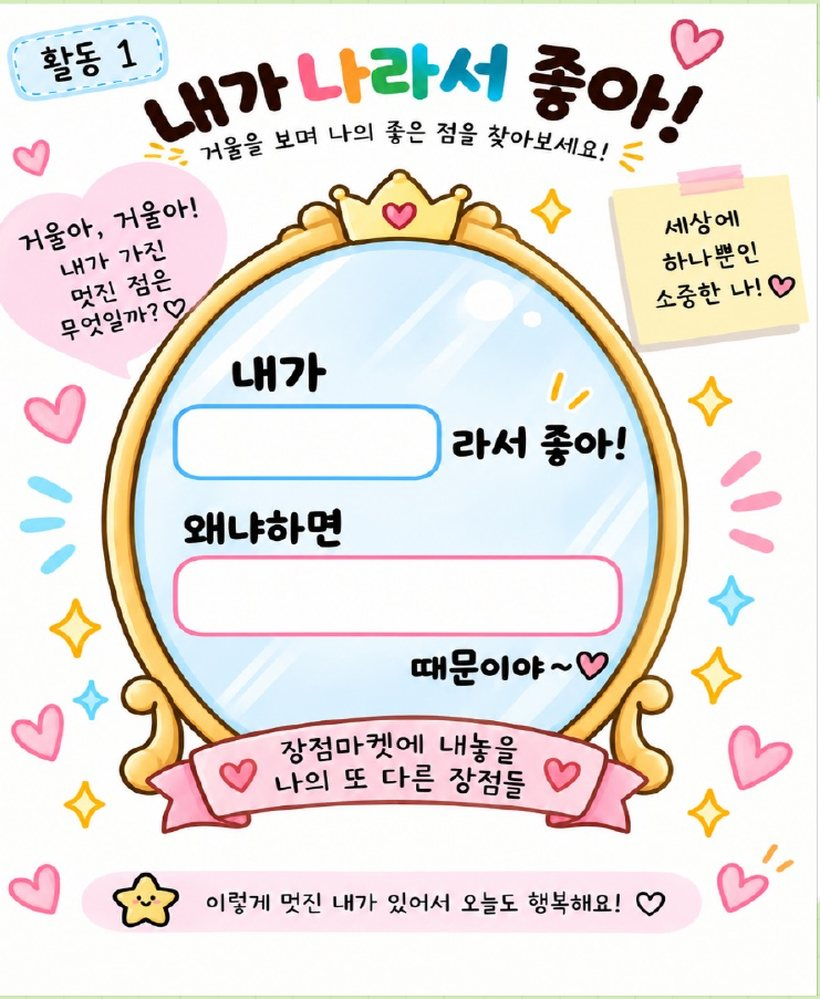 활동 1
내가 나라서 좋아!
거울을 보며 나의 좋은 점을 찾아보세요!
거울아, 거울아!
내가 가진
멋진 점은
무엇일까?♡
세상에
하나뿐인
소중한 나!
내가
라서 좋아!
왜냐하면
때문이야~
장점마켓에 내놓을
나의 또 다른 장점들
이렇게 멋진 내가 있어서 오늘도 행복해요! ♡